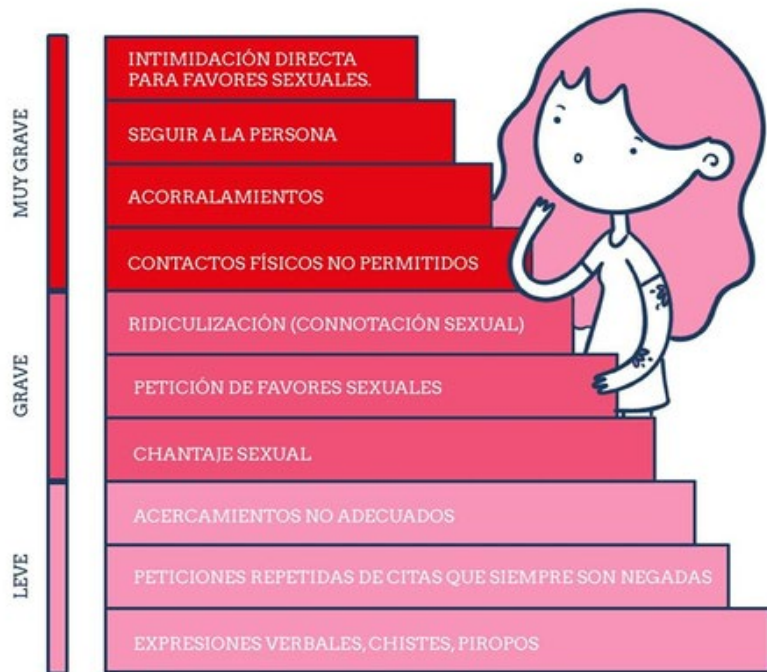 MUY GRAVE
INTIMIDACIÓN DIRECTA
PARA FAVORES SEXUALES.
SEGUIR A LA PERSONA
ACORRALAMIENTOS
CONTACTOS FÍSICOS NO PERMITIDOS
GRAVE
RIDICULIZACIÓN (CONNOTACIÓN SEXUAL)
PETICIÓN DE FAVORES SEXUALES
CHANTAJE SEXUAL
LEVE
ACERCAMIENTOS NO ADECUADOS
PETICIONES REPETIDAS DE CITAS QUE SIEMPRE SON NEGADAS
EXPRESIONES VERBALES, CHISTES, PIROPOS